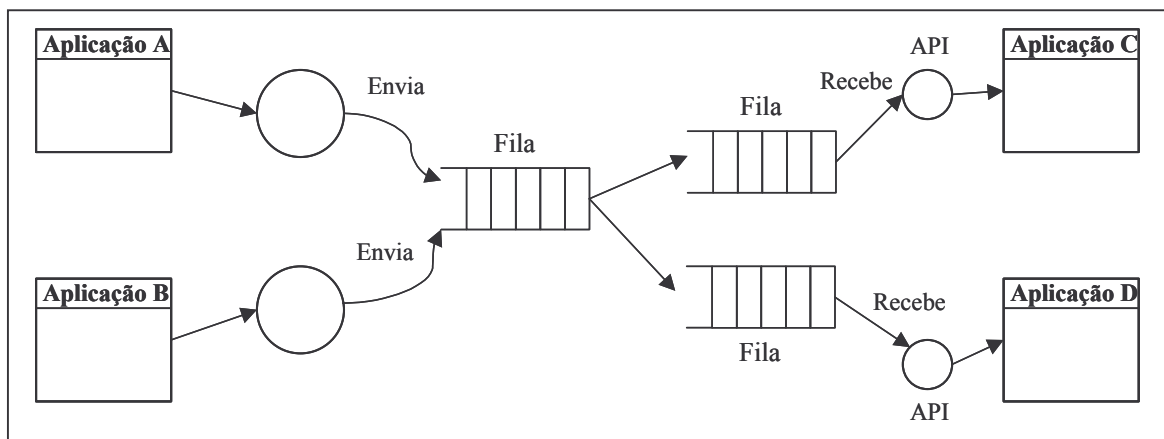 Aplicação A
Envia
Fila
Fila
Recebe
API
Aplicação C
Aplicação B
Envia
Fila
Recebe
API
Aplicação D